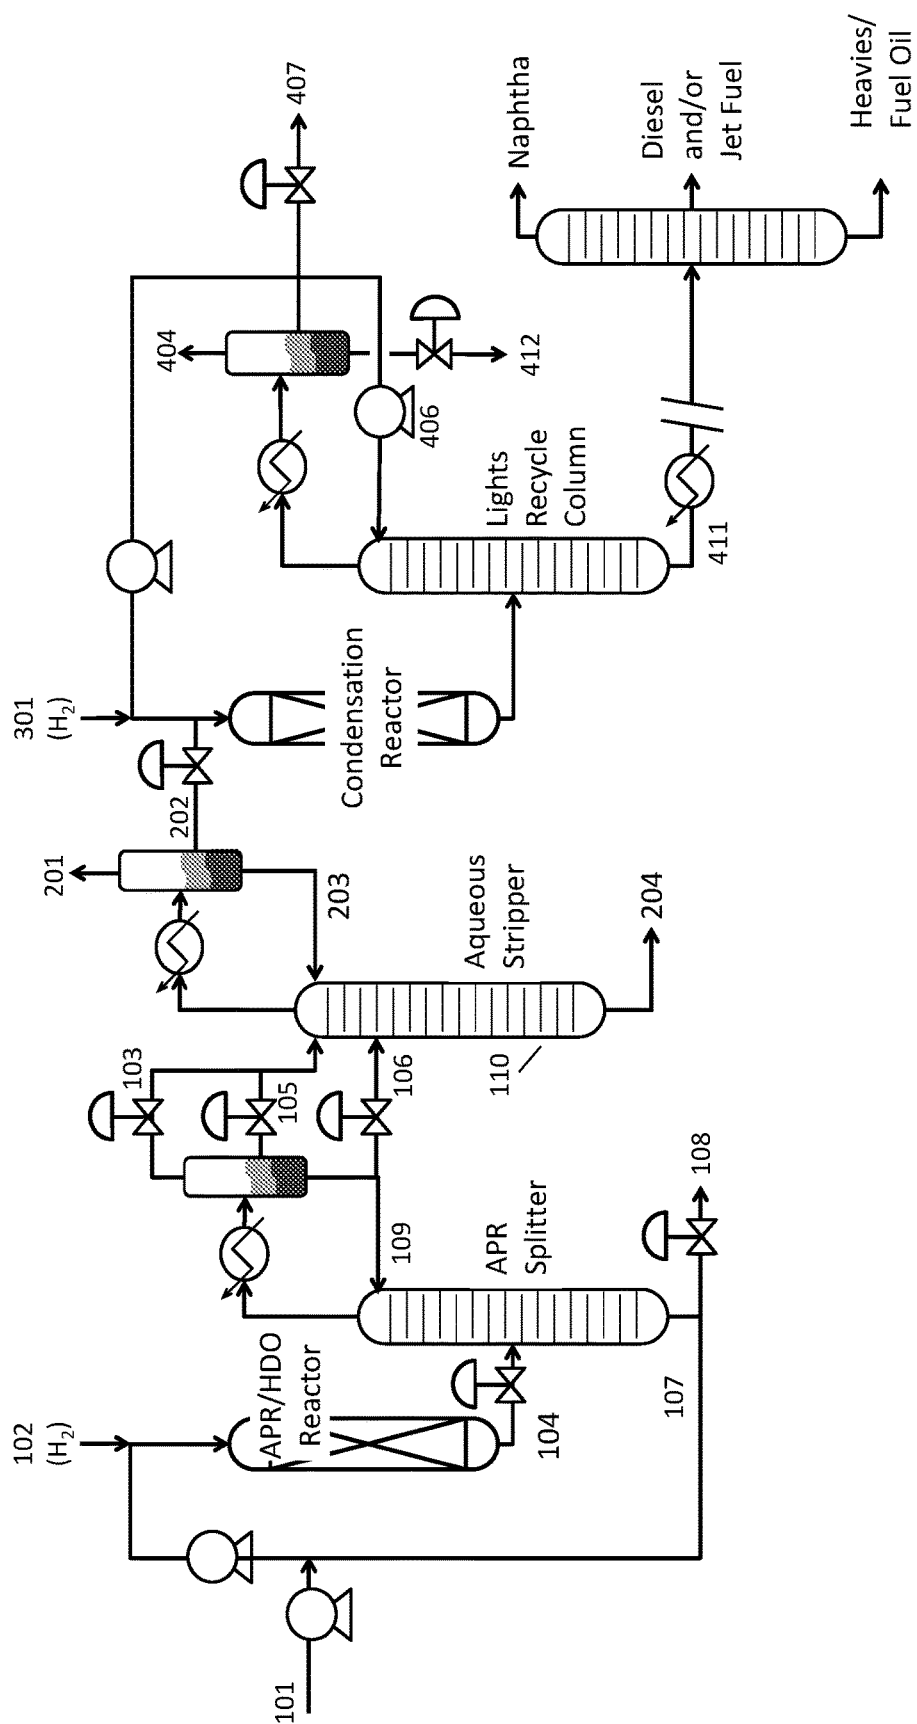 101
102
(H2)
APR/HDO
Reactor
104
107
108
APR
Splitter
109
103
105
106
110
Aqueous
Stripper
204
203
201
202
301
(H2)
Condensation
Reactor
Lights
Recycle
Column
411
406
404
412
407
Naphtha
Diesel
and/or
Jet Fuel
Heavies/
Fuel Oil